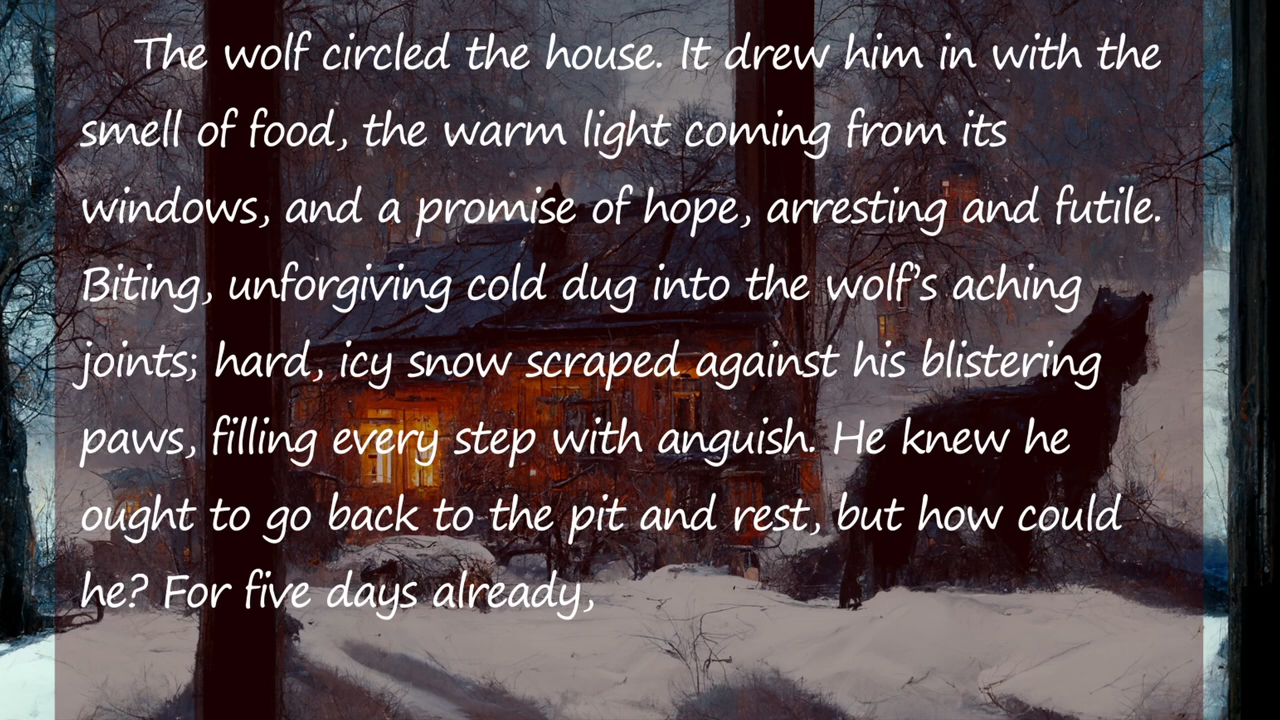 The wolf circled the house. It drew him in with the
smell of food, the warm light coming from its
windows, and a promise of hope, arresting and futile.
Biting, unforgiving cold dug into the wolf’s aching
joints; hard, icy snow scraped against his blistering
paws, filling every step with anguish. He knew he
ought to go back to the pit and rest, but how could
he? For five days already,